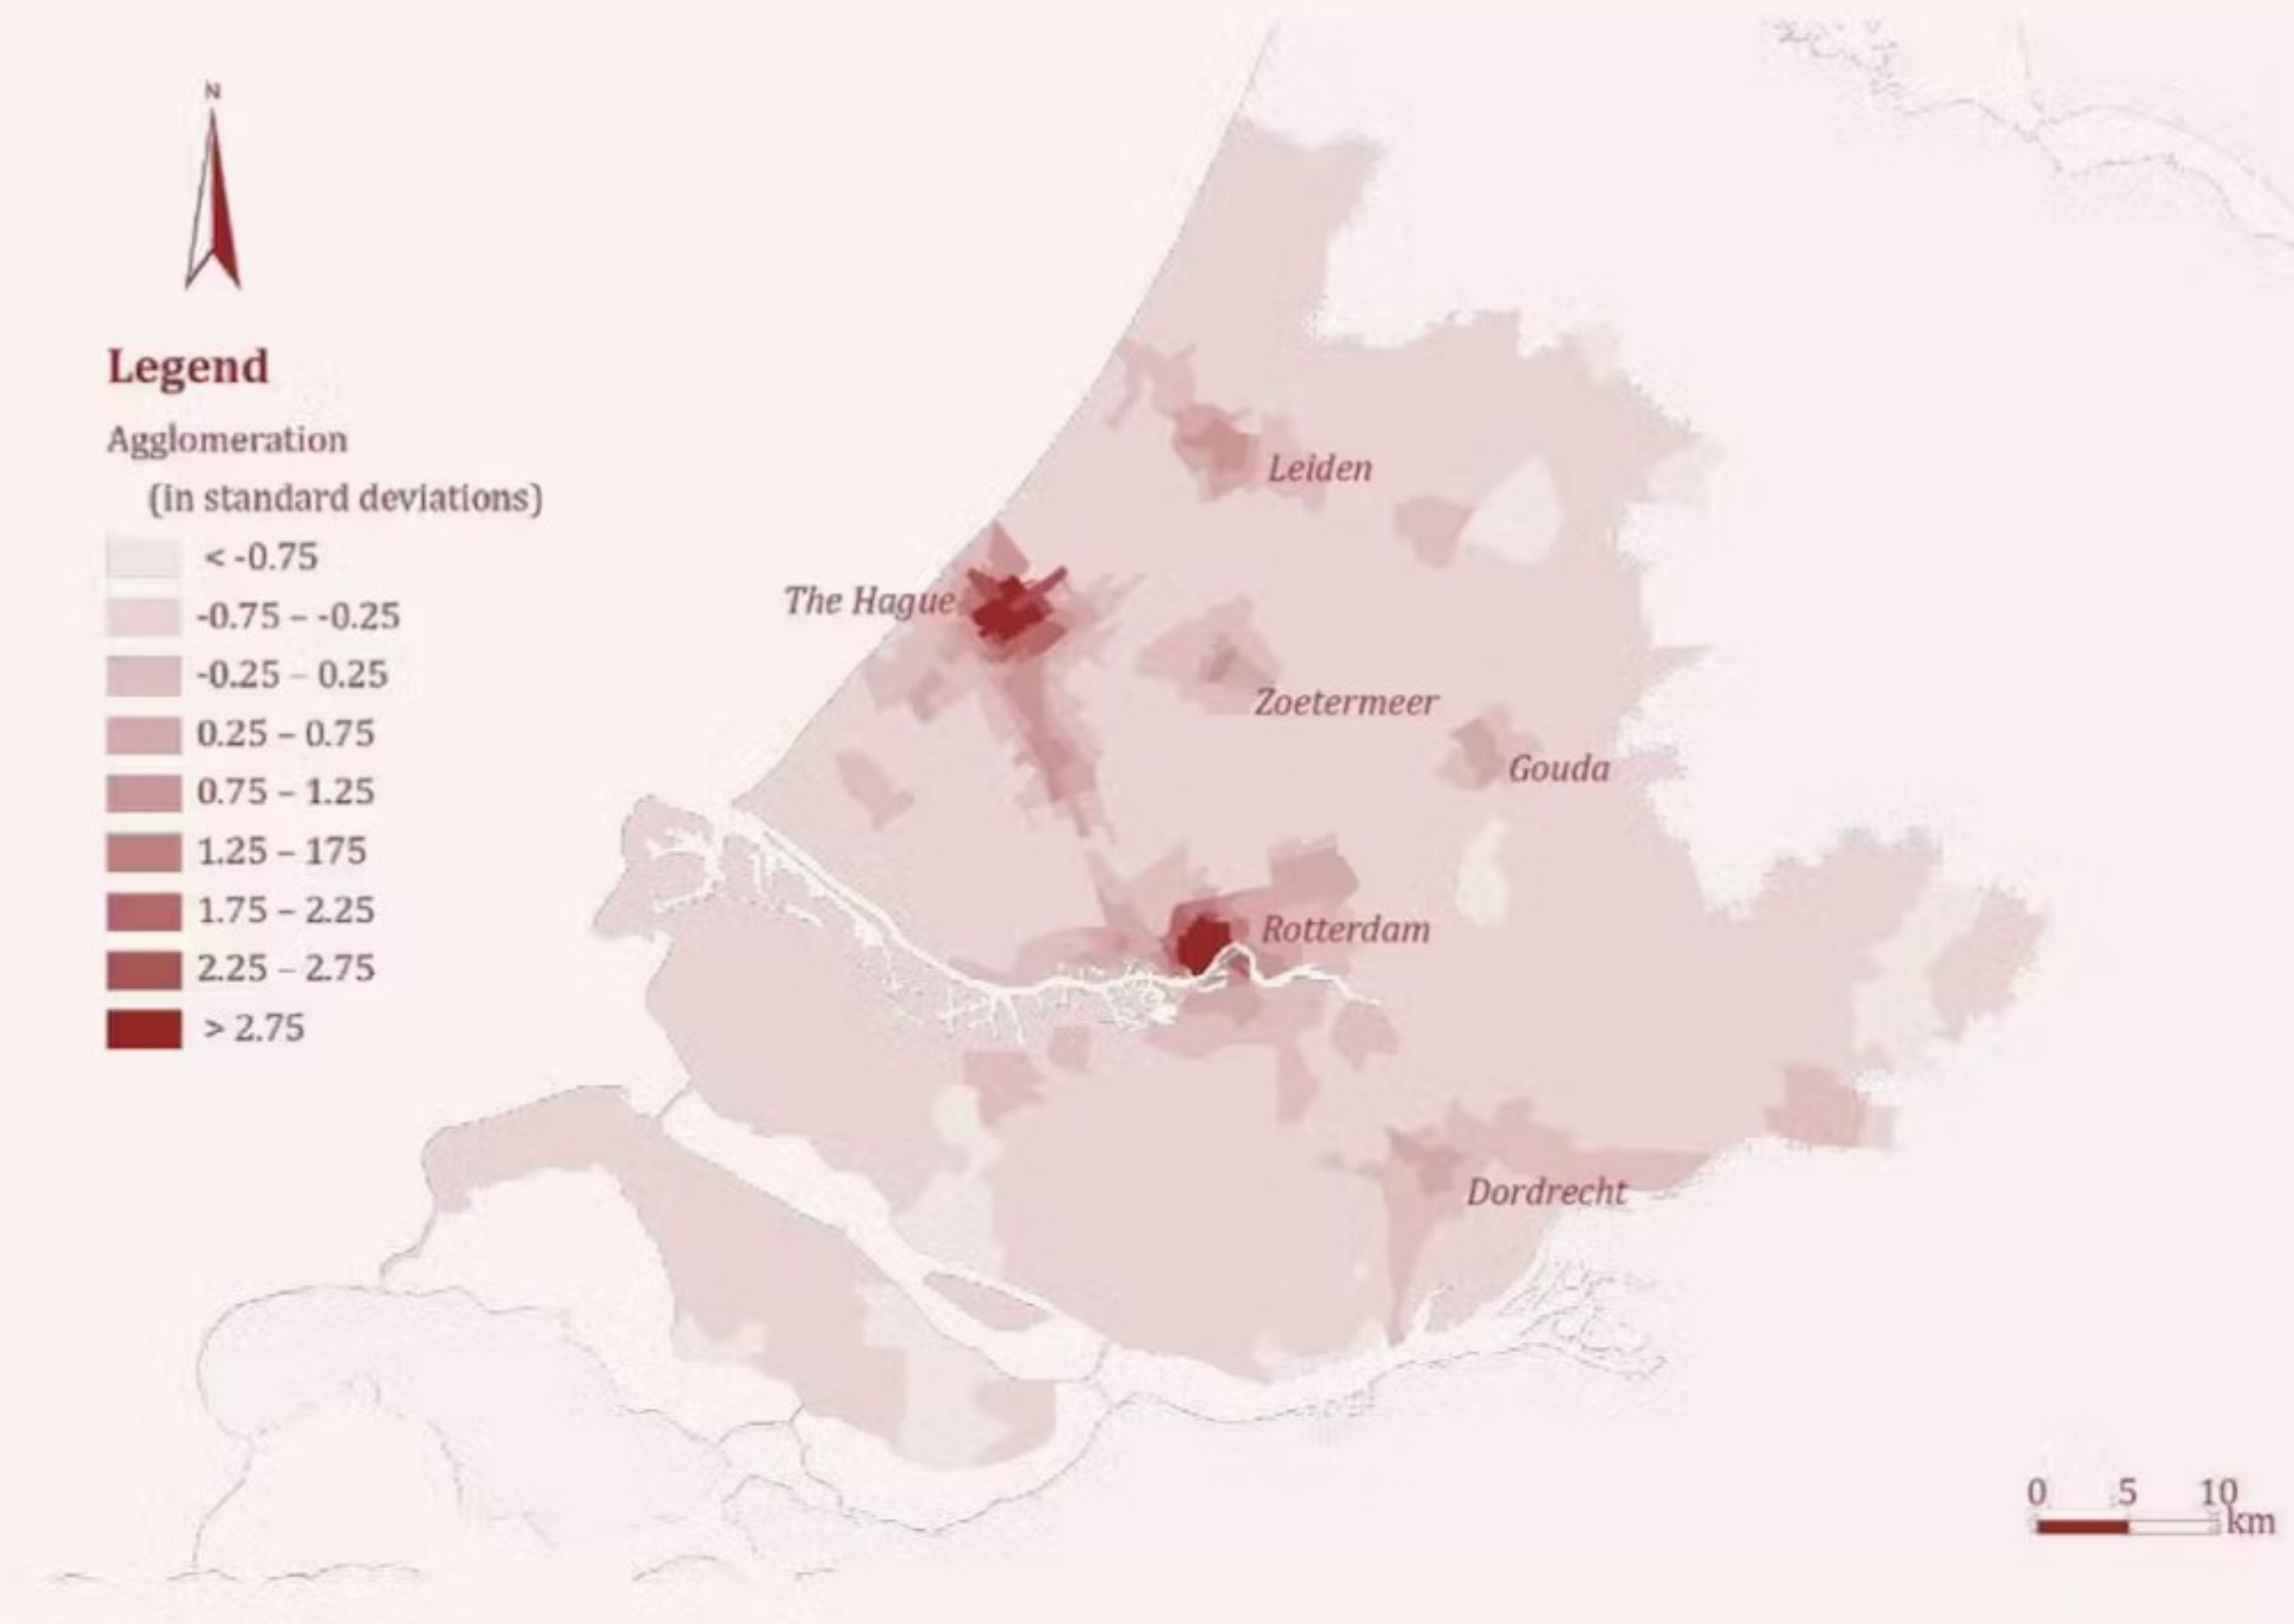 N
Legend
Agglomeration
(in standard deviations)
< -0.75
-0.75 – -0.25
-0.25 – 0.25
0.25 – 0.75
0.75 – 1.25
1.25 – 175
1.75 – 2.25
2.25 – 2.75
> 2.75
Leiden
The Hague
Zoetermeer
Gouda
Rotterdam
Dordrecht
0 5 10
km